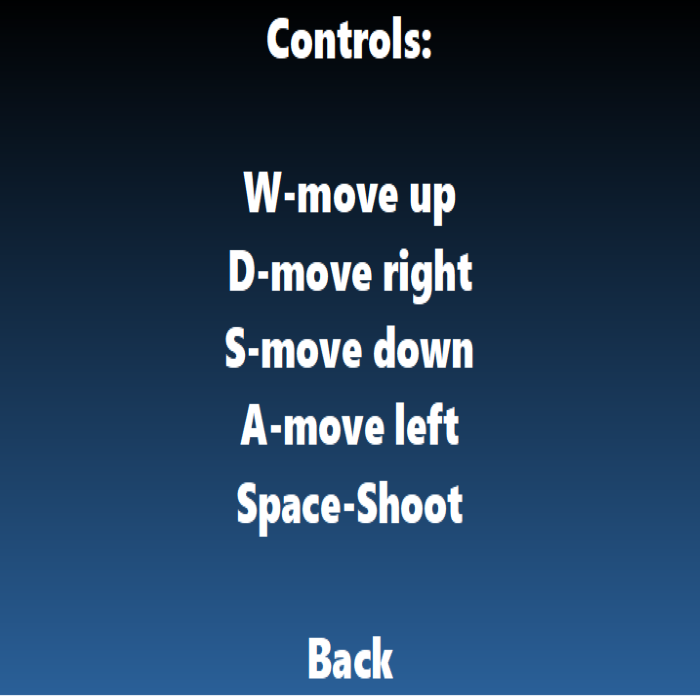 Controls:
W-move up
D-move right
S-move down
A-move left
Space-Shoot
Back